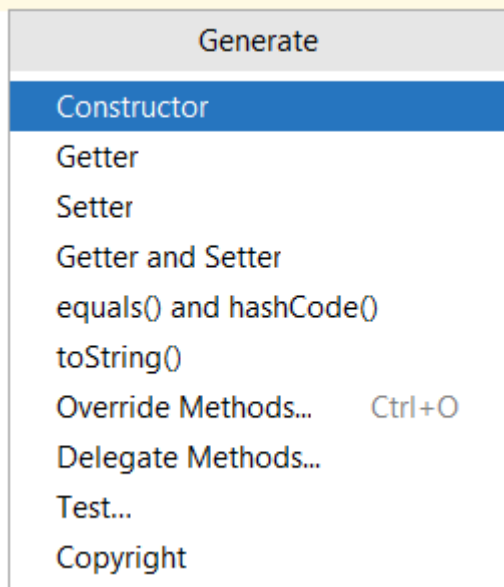 Generate
Constructor
Getter
Setter
Getter and Setter
equals() and hashCode()
toString()
Override Methods... Ctrl+O
Delegate Methods...
Test...
Copyright